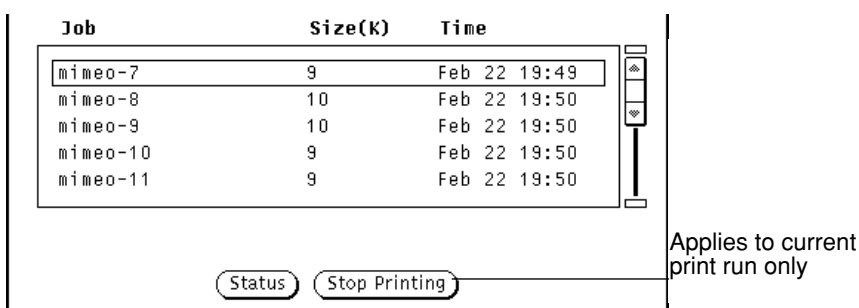 Job Size(K) Time
mimeo-7 9 Feb 22 19:49
mimeo-8 10 Feb 22 19:50
mimeo-9 10 Feb 22 19:50
mimeo-10 9 Feb 22 19:50
mimeo-11 9 Feb 22 19:50
Applies to current
print run only
Status Stop Printing